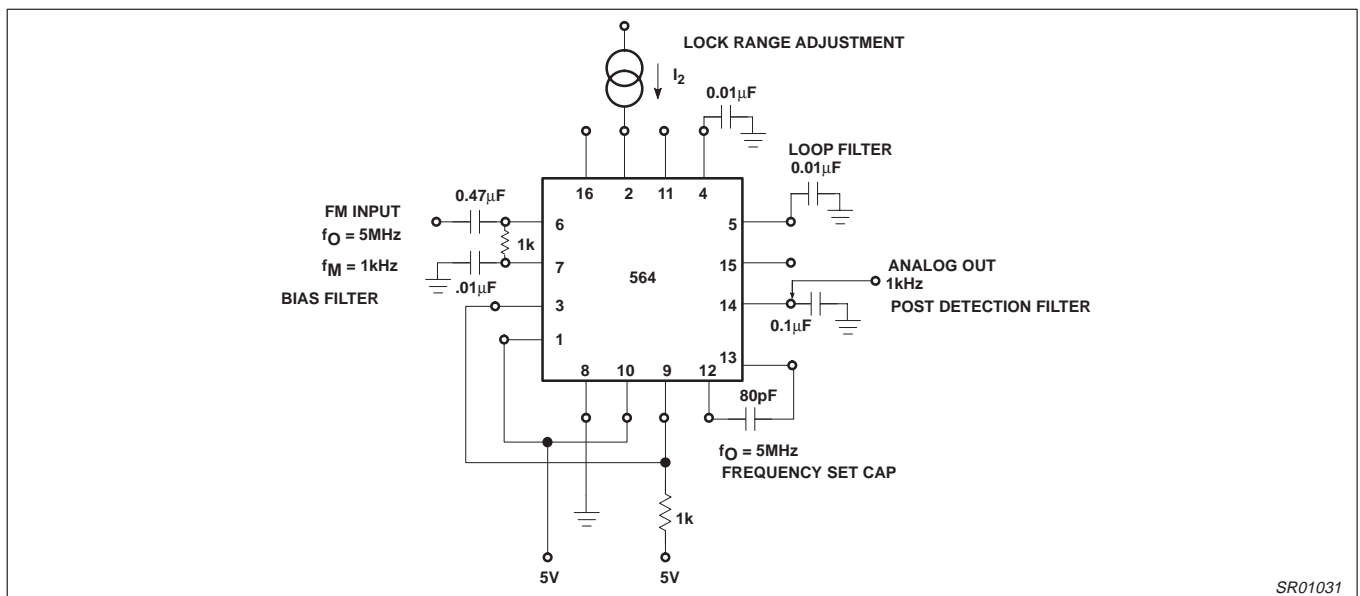 LOCK RANGE ADJUSTMENT
I2
0.01µF
LOOP FILTER
0.01µF
16
2
11
4
0.47µF
FM INPUT
fO = 5MHz
6
5
1k
fM = 1kHz
7
15
564
ANALOG OUT
1kHz
BIAS FILTER
.01µF
3
14
0.1µF
POST DETECTION FILTER
1
13
8
10
9
12
80pF
fO = 5MHz
FREQUENCY SET CAP
1k
5V
5V
SR01031